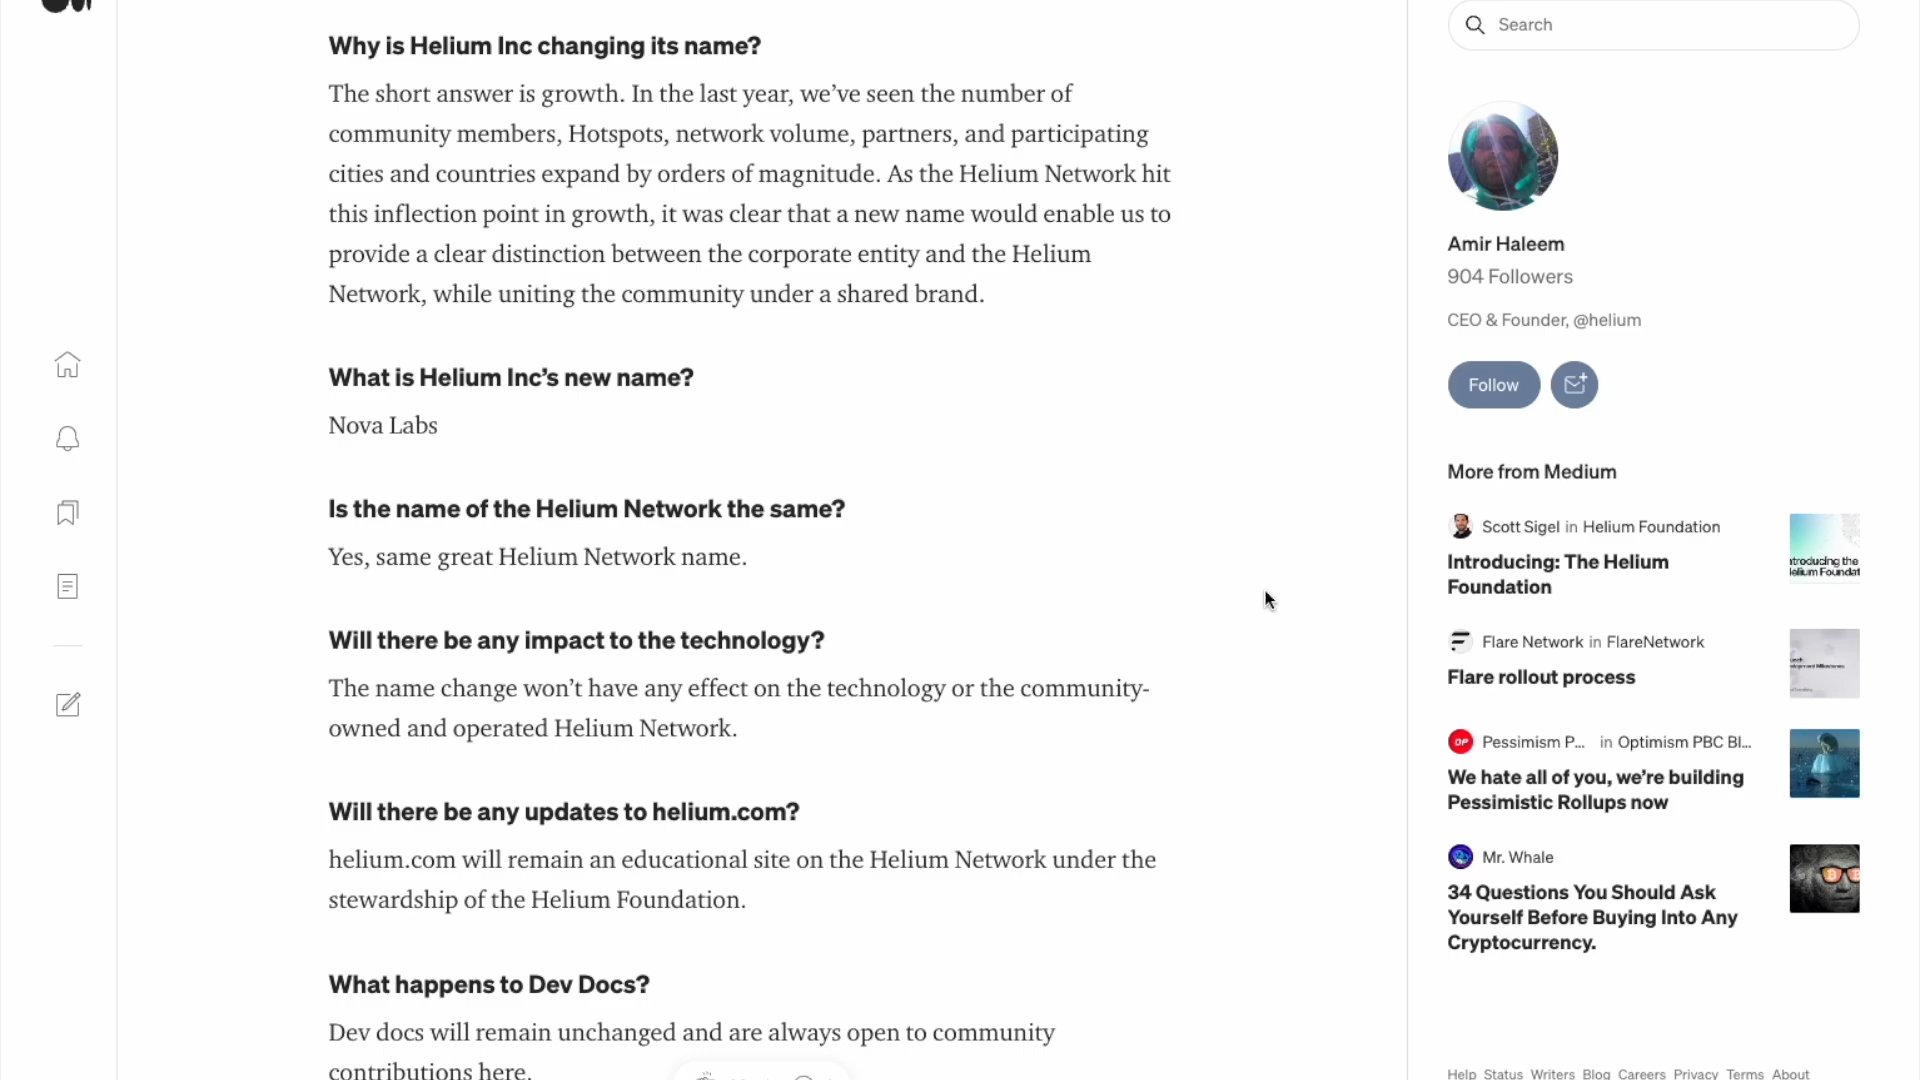 Why is Helium Inc changing its name?
The short answer is growth. In the last year, we’ve seen the number of
community members, Hotspots, network volume, partners, and participating
cities and countries expand by orders of magnitude. As the Helium Network hit
this inflection point in growth, it was clear that a new name would enable us to
provide a clear distinction between the corporate entity and the Helium
Network, while uniting the community under a shared brand.
What is Helium Inc’s new name?
Nova Labs
Is the name of the Helium Network the same?
Yes, same great Helium Network name.
Will there be any impact to the technology?
The name change won’t have any effect on the technology or the community-
owned and operated Helium Network.
Will there be any updates to helium.com?
helium.com will remain an educational site on the Helium Network under the
stewardship of the Helium Foundation.
What happens to Dev Docs?
Dev docs will remain unchanged and are always open to community
contributions here.
Search
Amir Haleem
904 Followers
CEO & Founder, @helium
Follow
More from Medium
Scott Sigel in Helium Foundation
Introducing: The Helium
Foundation
Flare Network in FlareNetwork
Flare rollout process
OP
Pessimism P... in Optimism PBC Bl...
We hate all of you, we’re building
Pessimistic Rollups now
Mr. Whale
34 Questions You Should Ask
Yourself Before Buying Into Any
Cryptocurrency.
Help Status Writers Blog Careers Privacy Terms About